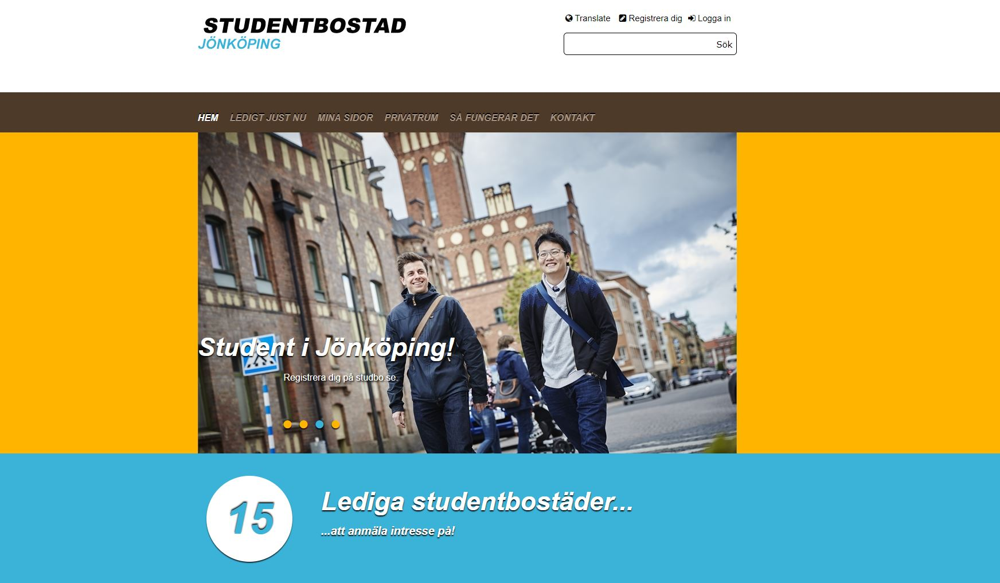 STUDENTBOSTAD
JÖNKÖPING
Translate Registrera dig Logga in
Sök
HEM LEDIGT JUST NU MINA SIDOR PRIVATRUM SÅ FUNGERAR DET KONTAKT
Student i Jönköping!
Registrera dig på studbo.se.
15
Lediga studentbostäder...
...att anmäla intresse på!